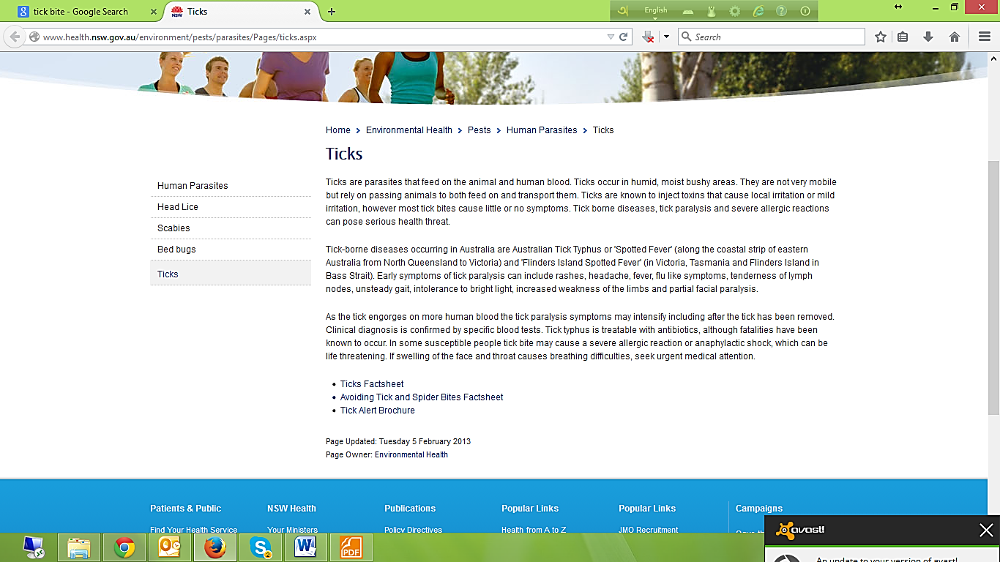 tick bite - Google Search
NSW
Ticks
English
www.health.nsw.gov.au/environment/pests/parasites/Pages/ticks.aspx
Search
Home > Environmental Health > Pests > Human Parasites > Ticks
Ticks
Human Parasites
Head Lice
Scabies
Bed bugs
Ticks
Ticks are parasites that feed on the animal and human blood. Ticks occur in humid, moist bushy areas. They are not very mobile
but rely on passing animals to both feed on and transport them. Ticks are known to inject toxins that cause local irritation or mild
irritation, however most tick bites cause little or no symptoms. Tick borne diseases, tick paralysis and severe allergic reactions
can pose serious health threat.
Tick-borne diseases occurring in Australia are Australian Tick Typhus or 'Spotted Fever' (along the coastal strip of eastern
Australia from North Queensland to Victoria) and 'Flinders Island Spotted Fever' (in Victoria, Tasmania and Flinders Island in
Bass Strait). Early symptoms of tick paralysis can include rashes, headache, fever, flu like symptoms, tenderness of lymph
nodes, unsteady gait, intolerance to bright light, increased weakness of the limbs and partial facial paralysis.
As the tick engorges on more human blood the tick paralysis symptoms may intensify including after the tick has been removed.
Clinical diagnosis is confirmed by specific blood tests. Tick typhus is treatable with antibiotics, although fatalities have been
known to occur. In some susceptible people tick bite may cause a severe allergic reaction or anaphylactic shock, which can be
life threatening. If swelling of the face and throat causes breathing difficulties, seek urgent medical attention.
• Ticks Factsheet
• Avoiding Tick and Spider Bites Factsheet
• Tick Alert Brochure
Page Updated: Tuesday 5 February 2013
Page Owner: Environmental Health
Patients & Public
NSW Health
Publications
Popular Links
Popular Links
Campaigns
Find Your Health Service
Your Ministers
Policy Directives
Health from A to Z
JMO Recruitment
avast!
An update to your version of avast!
2
PDF